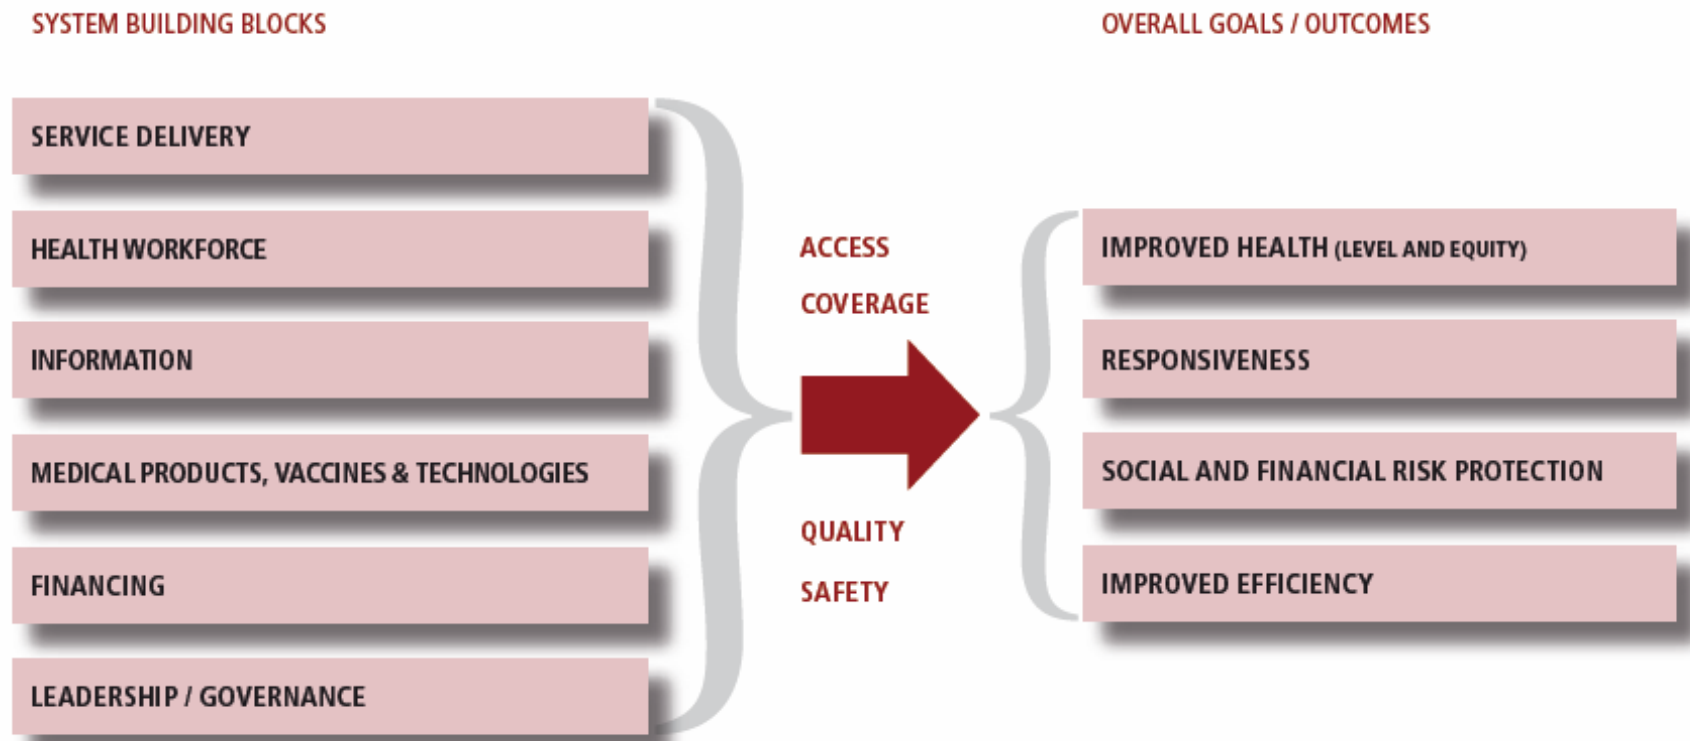 SYSTEM BUILDING BLOCKS
SERVICE DELIVERY
HEALTH WORKFORCE
INFORMATION
MEDICAL PRODUCTS, VACCINES & TECHNOLOGIES
FINANCING
LEADERSHIP / GOVERNANCE
ACCESS
COVERAGE
QUALITY
SAFETY
OVERALL GOALS / OUTCOMES
IMPROVED HEALTH (LEVEL AND EQUITY)
RESPONSIVENESS
SOCIAL AND FINANCIAL RISK PROTECTION
IMPROVED EFFICIENCY